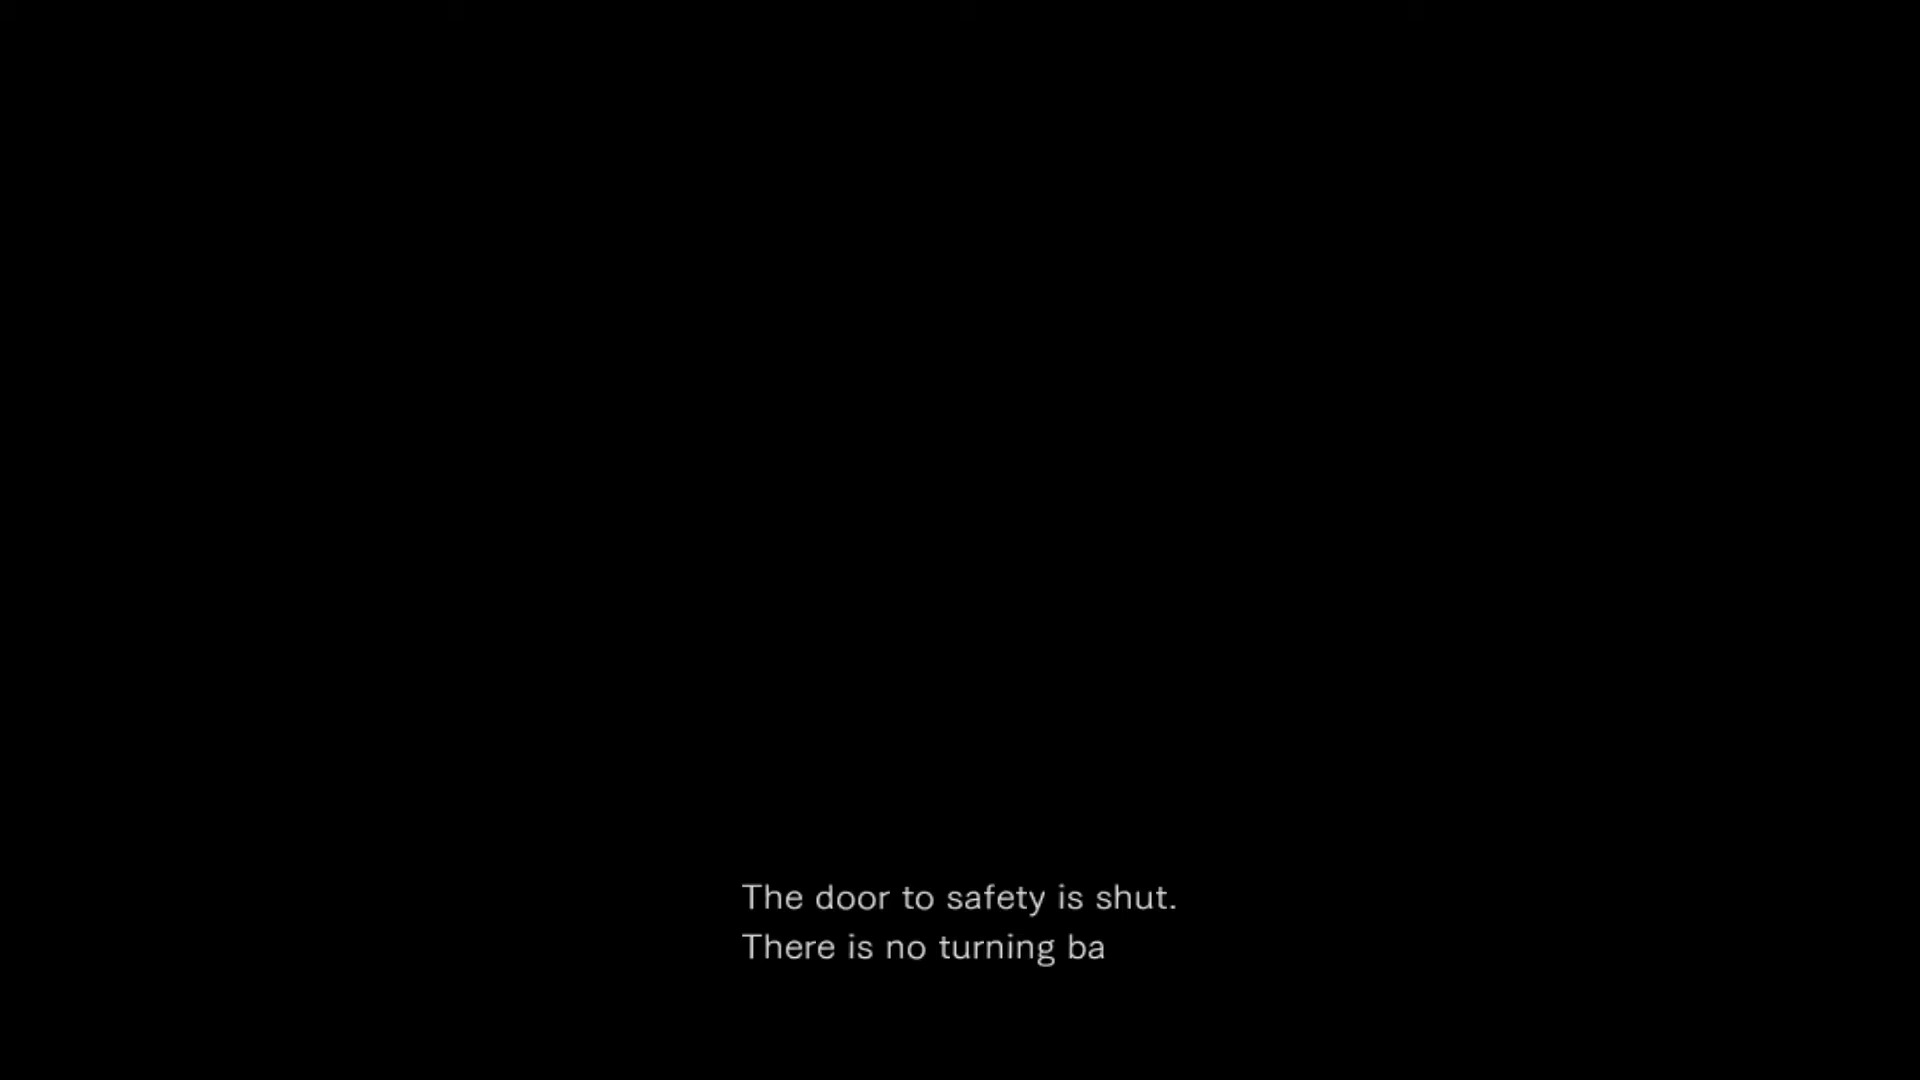 The door to safety is shut.
There is no turning ba